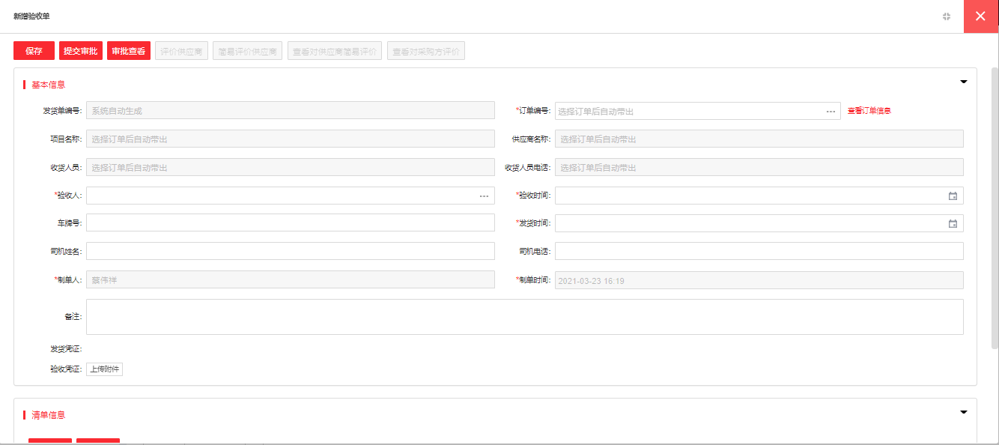 新增验收单
保存 提交审批 审批查看 评价供应商 简易评价供应商 查看对供应商简易评价 查看对采购方评价
基本信息
发货单编号: 系统自动生成 *订单编号: 选择订单后自动带出 ··· 查看订单信息
项目名称: 选择订单后自动带出 供应商名称: 选择订单后自动带出
收货人员: 选择订单后自动带出 收货人员电话: 选择订单后自动带出
*验收人: ··· *验收时间:
车牌号: *发货时间:
司机姓名: 司机电话:
*制单人: 蔡伟祥 *制单时间: 2021-03-23 16:19
备注:
发货凭证:
验收凭证: 上传附件
清单信息